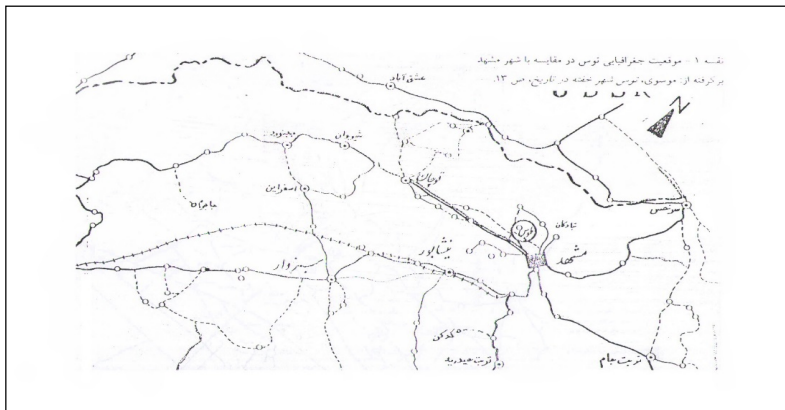 نقشه ۱ - موقعیت جغرافیایی توس در مقایسه با شهر مشهد
برگرفته از: موسوی، توس شهر خفته در تاریخ، ص ۱۳.
عشق آباد
N
شیروان
بجنورد
قوچان
اسفراین
جاجرم
سرخس
تبادکان
توس
مشهد
نیشابور
سبزوار
کدکن
تربت حیدریه
تربت جام